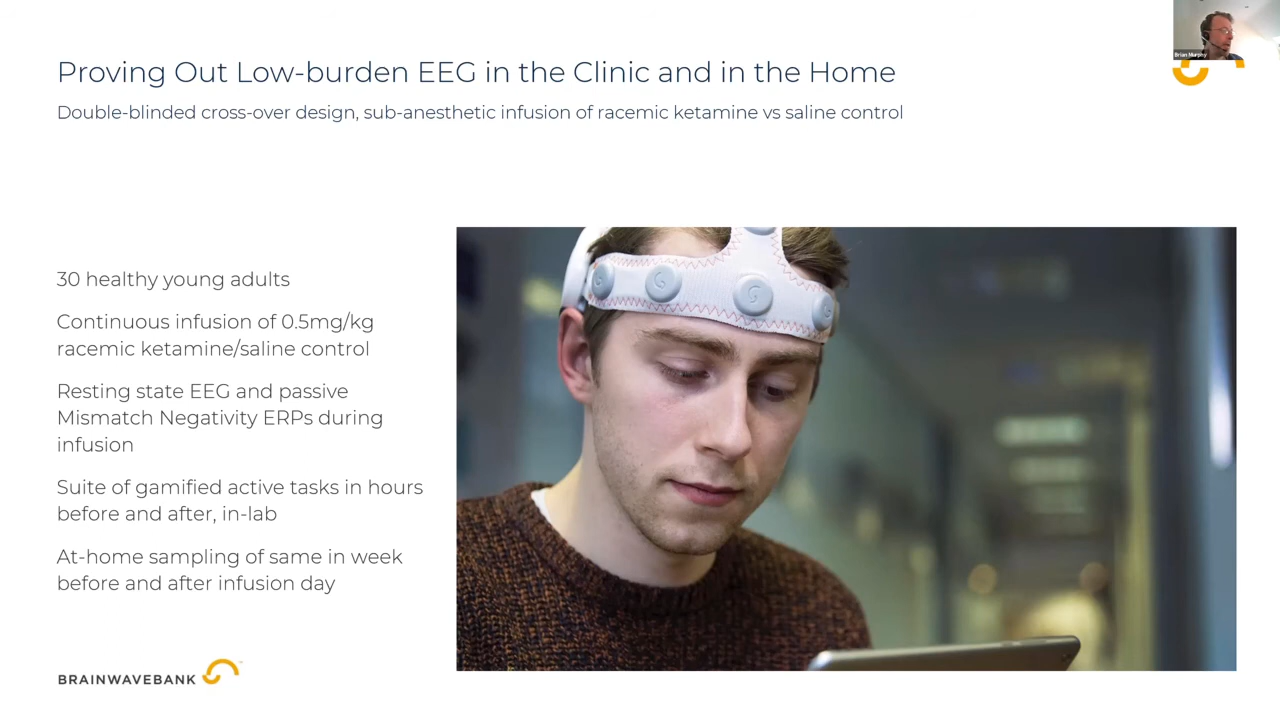 Proving Out Low-burden EEG in the Clinic and in the Home
Double-blinded cross-over design, sub-anesthetic infusion of racemic ketamine vs saline control
Brian Murphy
30 healthy young adults
Continuous infusion of 0.5mg/kg
racemic ketamine/saline control
Resting state EEG and passive
Mismatch Negativity ERPs during
infusion
Suite of gamified active tasks in hours
before and after, in-lab
At-home sampling of same in week
before and after infusion day
BRAINWAVEBANK